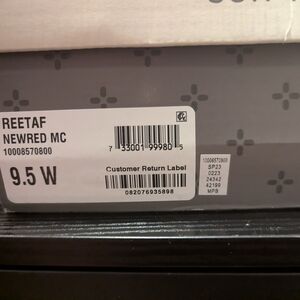 REETAF
NEWRED MC
10008570800
9.5 W
7 33001 99980 5
Customer Return Label
082076935898
10008570800
SP23
0223
24342
42199
MPB